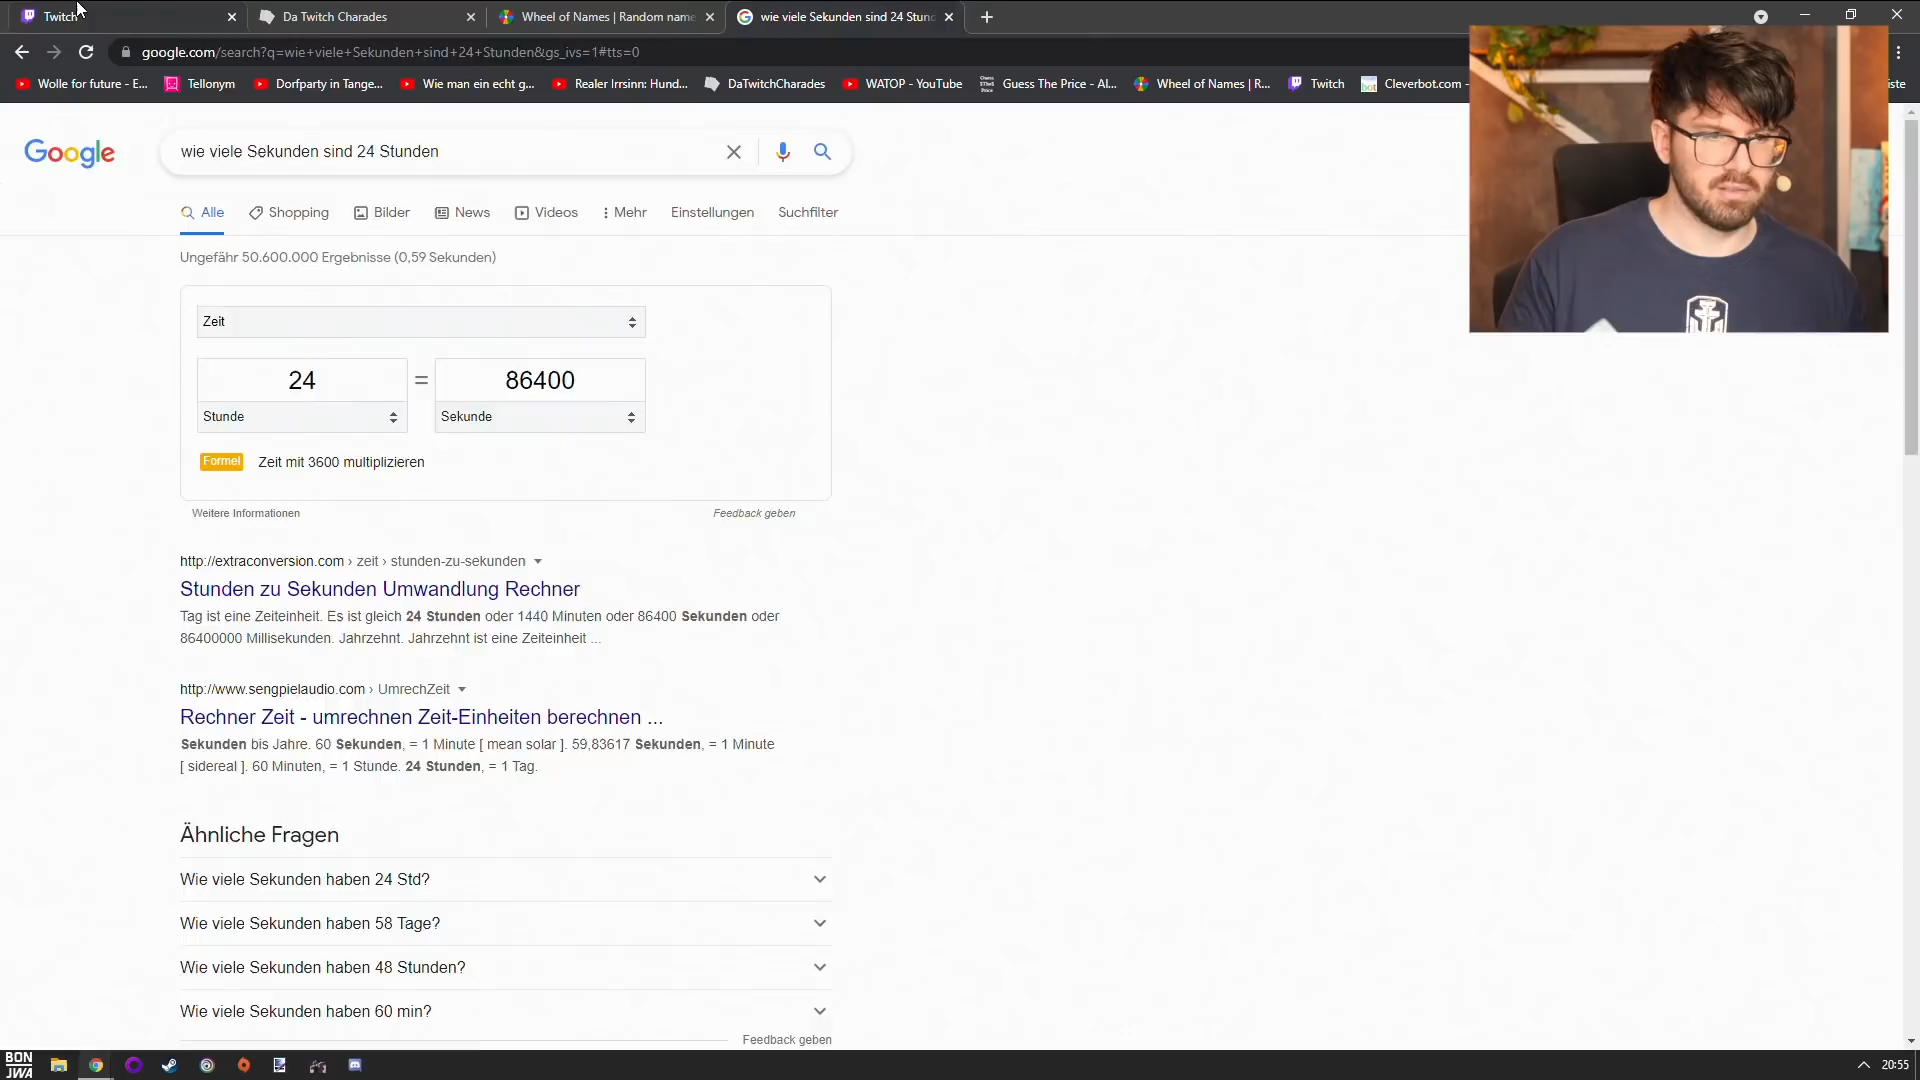 Twitch
Da Twitch Charades
Wheel of Names | Random name
wie viele Sekunden sind 24 Stund
google.com/search?q=wie+viele+Sekunden+sind+24+Stunden&gs_ivs=1#tts=0
Wolle for future - E...
Tellonym
Dorfparty in Tange...
Wie man ein echt g...
Realer Irrsinn: Hund...
DaTwitchCharades
WATOP - YouTube
Guess The Price - Al...
Wheel of Names | R...
Twitch
Cleverbot.com -
iste
Google
wie viele Sekunden sind 24 Stunden
Alle
Shopping
Bilder
News
Videos
Mehr
Einstellungen
Suchfilter
Ungefähr 50.600.000 Ergebnisse (0,59 Sekunden)
Zeit
24 = 86400
Stunde
Sekunde
Formel Zeit mit 3600 multiplizieren
Weitere Informationen
Feedback geben
http://extraconversion.com › zeit › stunden-zu-sekunden
Stunden zu Sekunden Umwandlung Rechner
Tag ist eine Zeiteinheit. Es ist gleich 24 Stunden oder 1440 Minuten oder 86400 Sekunden oder
86400000 Millisekunden. Jahrzehnt. Jahrzehnt ist eine Zeiteinheit ...
http://www.sengpielaudio.com › UmrechZeit
Rechner Zeit - umrechnen Zeit-Einheiten berechnen ...
Sekunden bis Jahre. 60 Sekunden, = 1 Minute [ mean solar ]. 59,83617 Sekunden, = 1 Minute
[ sidereal ]. 60 Minuten, = 1 Stunde. 24 Stunden, = 1 Tag.
Ähnliche Fragen
Wie viele Sekunden haben 24 Std?
Wie viele Sekunden haben 58 Tage?
Wie viele Sekunden haben 48 Stunden?
Wie viele Sekunden haben 60 min?
Feedback geben
BON
JWA
20:55